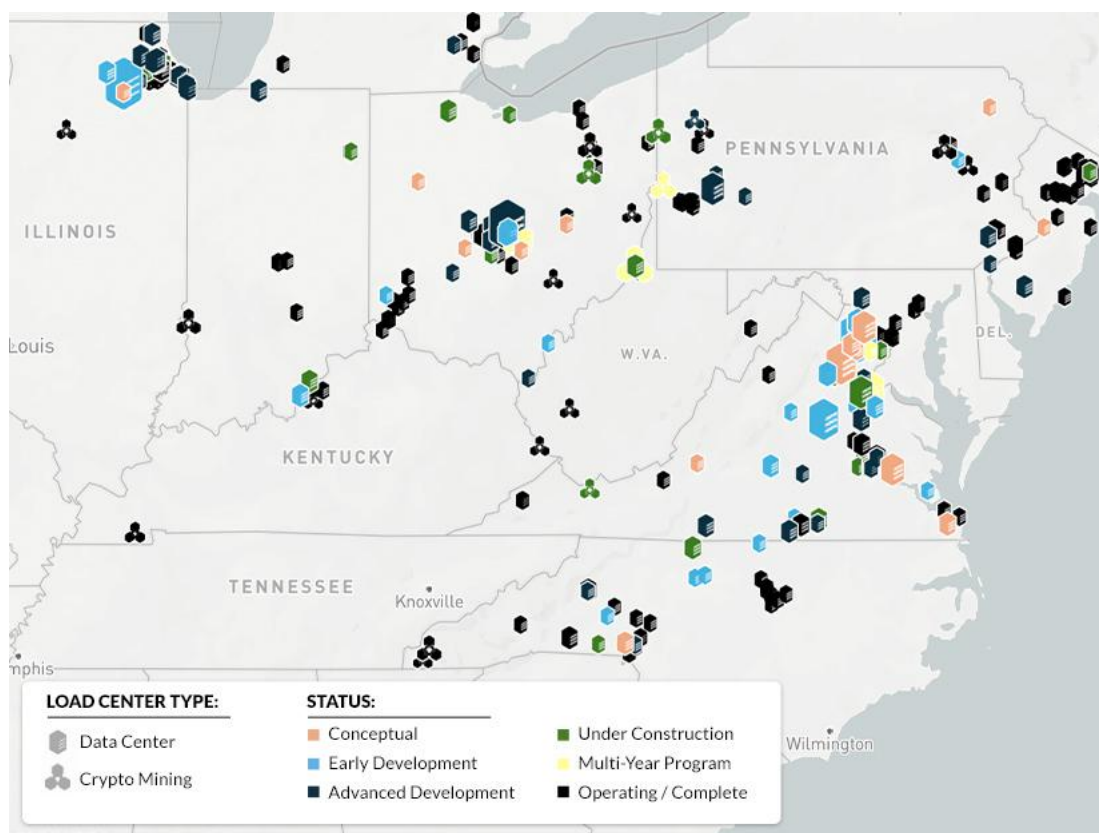 PENNSYLVANIA
ILLINOIS
Louis
W.VA.
DEL.
KENTUCKY
TENNESSEE
Knoxville
mphis
LOAD CENTER TYPE:
Data Center
Crypto Mining
STATUS:
Conceptual
Early Development
Advanced Development
Under Construction
Multi-Year Program
Operating / Complete
Wilmington